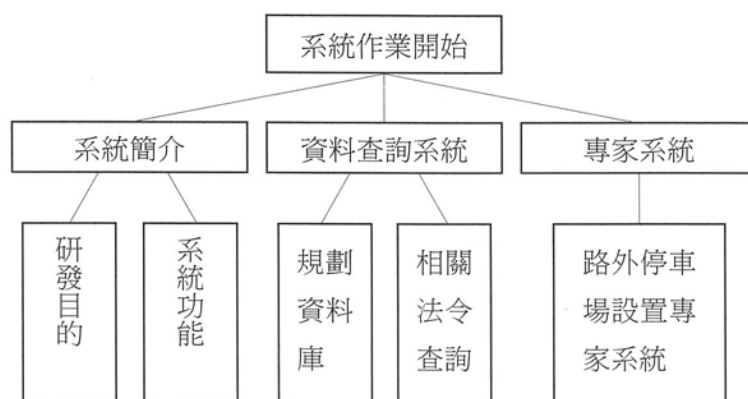 系統作業開始
系統簡介
資料查詢系統
專家系統
研發目的
系統功能
規劃
資料
庫
相關
法令
查詢
路外停車
場設置專
家系統